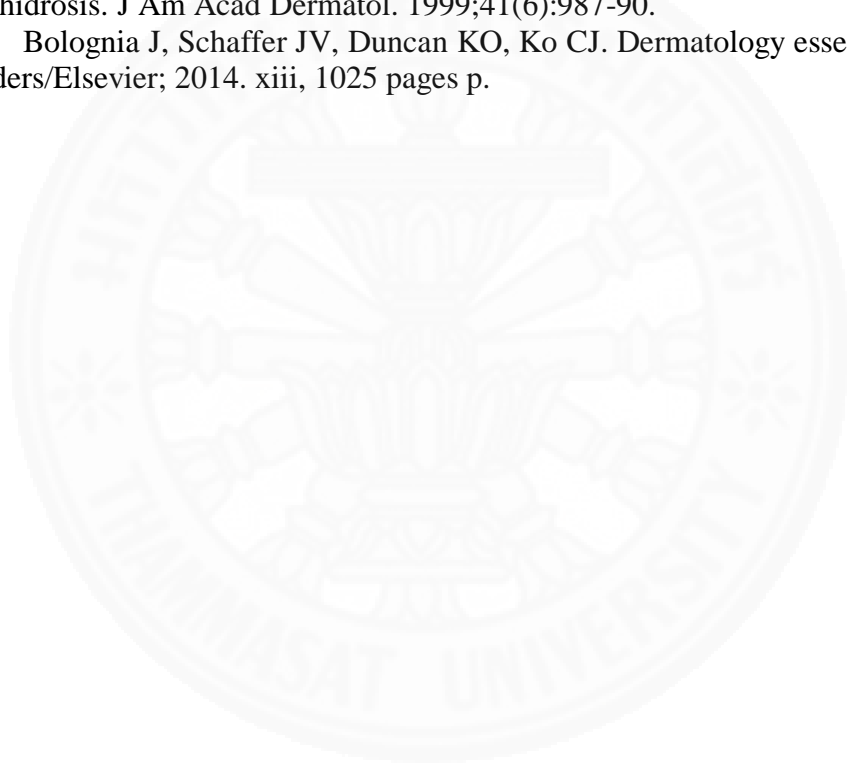 hidrosis. J Am Acad Dermatol. 1999;41(6):987-90.
Bolognia J, Schaffer JV, Duncan KO, Ko CJ. Dermatology esse
ders/Elsevier; 2014. xiii, 1025 pages p.
THAMMASAT UNIVERSITY